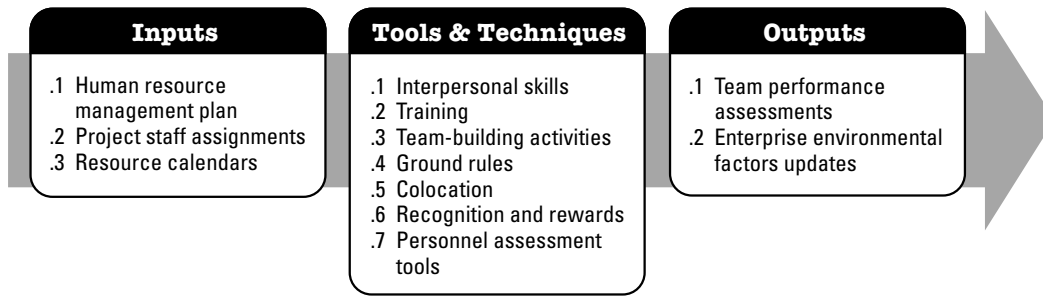 Inputs
.1 Human resource
management plan
.2 Project staff assignments
.3 Resource calendars
Tools & Techniques
.1 Interpersonal skills
.2 Training
.3 Team-building activities
.4 Ground rules
.5 Colocation
.6 Recognition and rewards
.7 Personnel assessment
tools
Outputs
.1 Team performance
assessments
.2 Enterprise environmental
factors updates